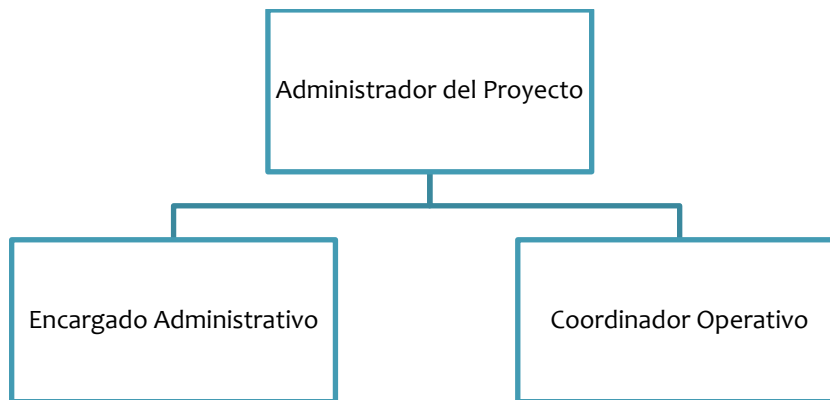 Administrador del Proyecto
Encargado Administrativo
Coordinador Operativo